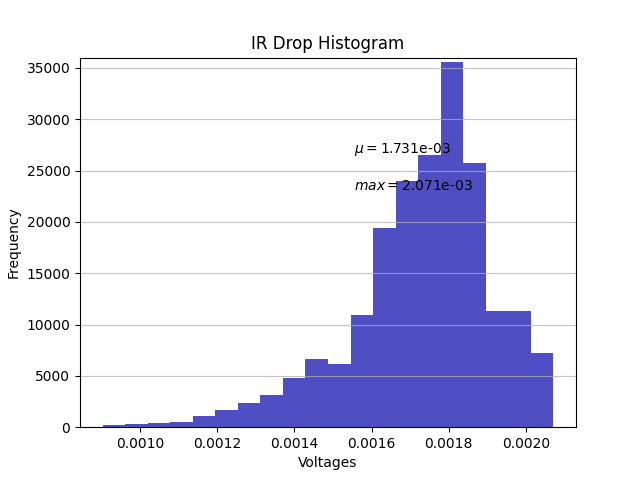 IR Drop Histogram
35000
30000
25000
20000
15000
10000
5000
0
Frequency
μ = 1.731e-03
max = 2.071e-03
0.0010 0.0012 0.0014 0.0016 0.0018 0.0020
Voltages